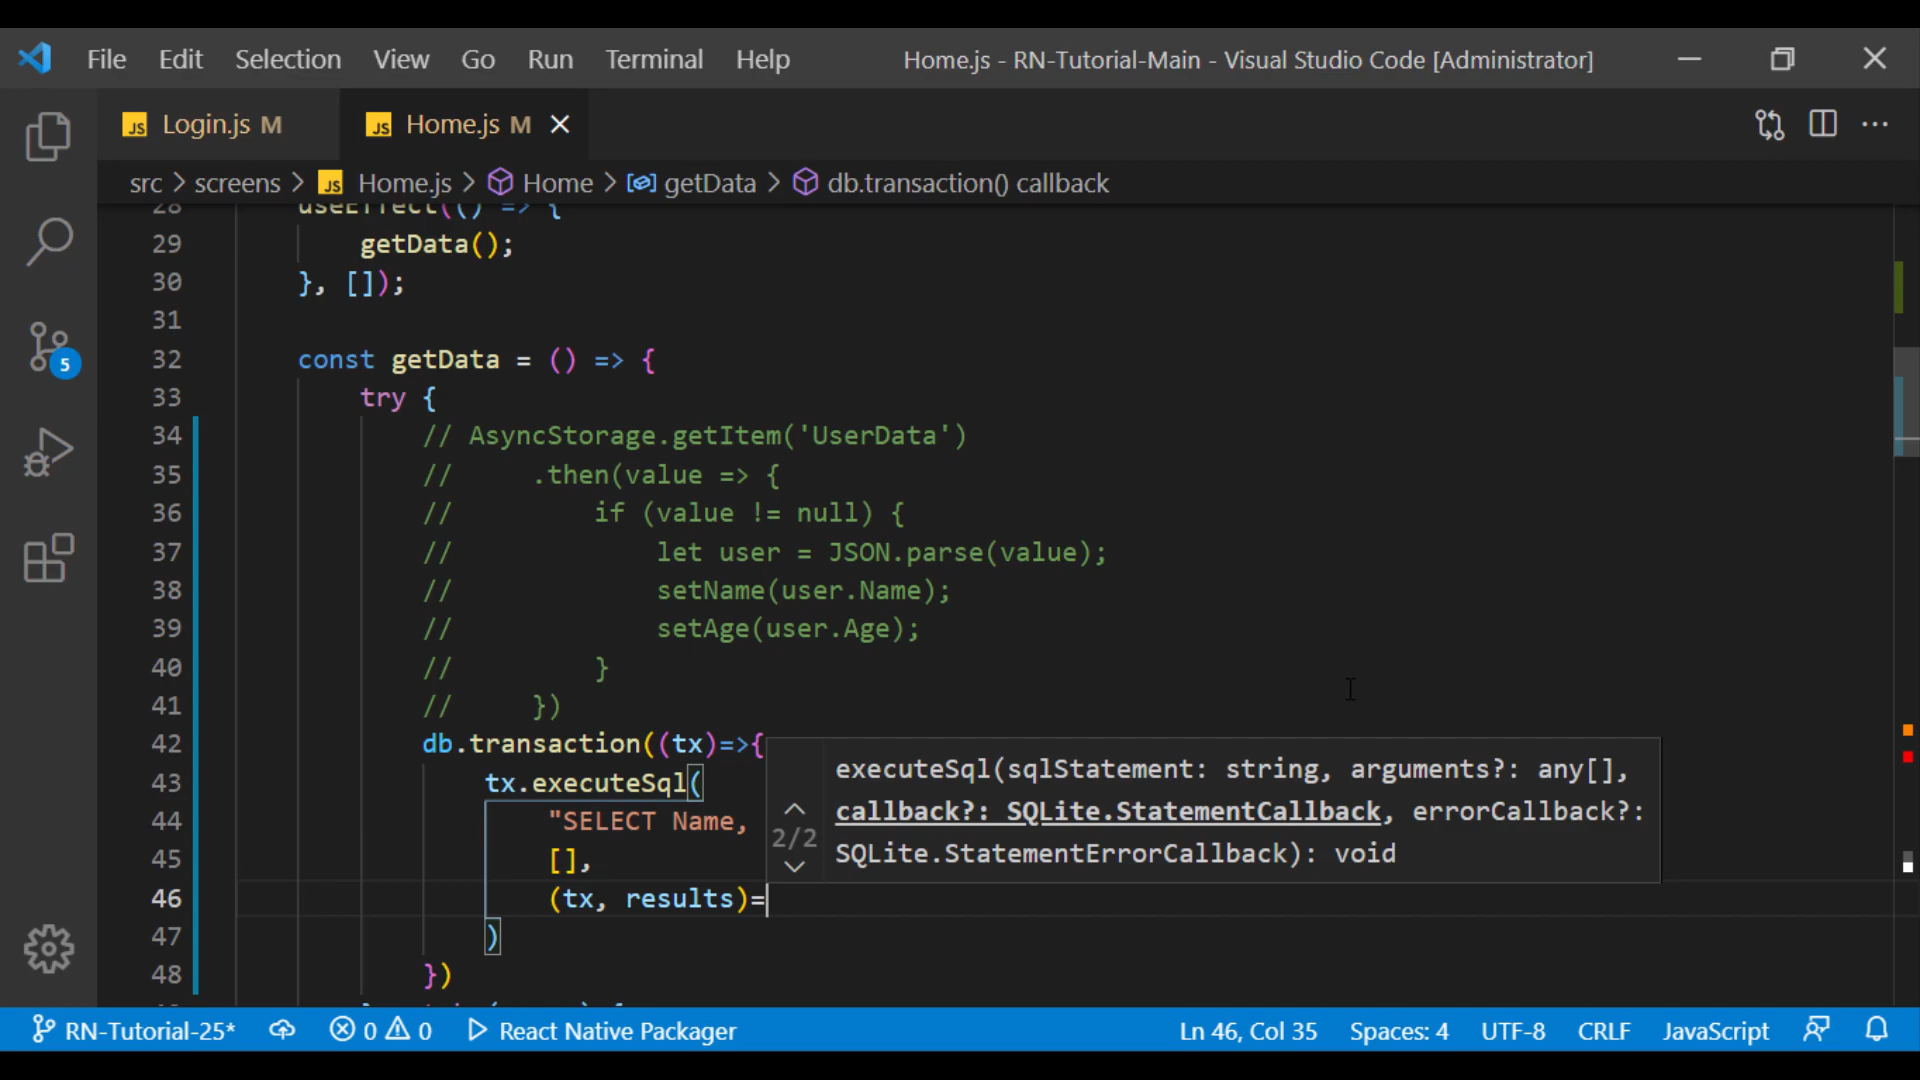 File Edit Selection View Go Run Terminal Help Home.js - RN-Tutorial-Main - Visual Studio Code [Administrator]
JS Login.js M JS Home.js M
src > screens > JS Home.js > Home > getData > db.transaction() callback
28 useEffect(() => {
29 getData();
30 }, []);
31
32 const getData = () => {
33 try {
34 // AsyncStorage.getItem('UserData')
35 // .then(value => {
36 // if (value != null) {
37 // let user = JSON.parse(value);
38 // setName(user.Name);
39 // setAge(user.Age);
40 // }
41 // })
42 db.transaction((tx)=>{
43 tx.executeSql(
44 "SELECT Name,
45 [],
46 (tx, results)=
47 )
48 })
executeSql(sqlStatement: string, arguments?: any[],
callback?: SQLite.StatementCallback, errorCallback?:
2/2
SQLite.StatementErrorCallback): void
5
RN-Tutorial-25* 0 0 React Native Packager Ln 46, Col 35 Spaces: 4 UTF-8 CRLF JavaScript